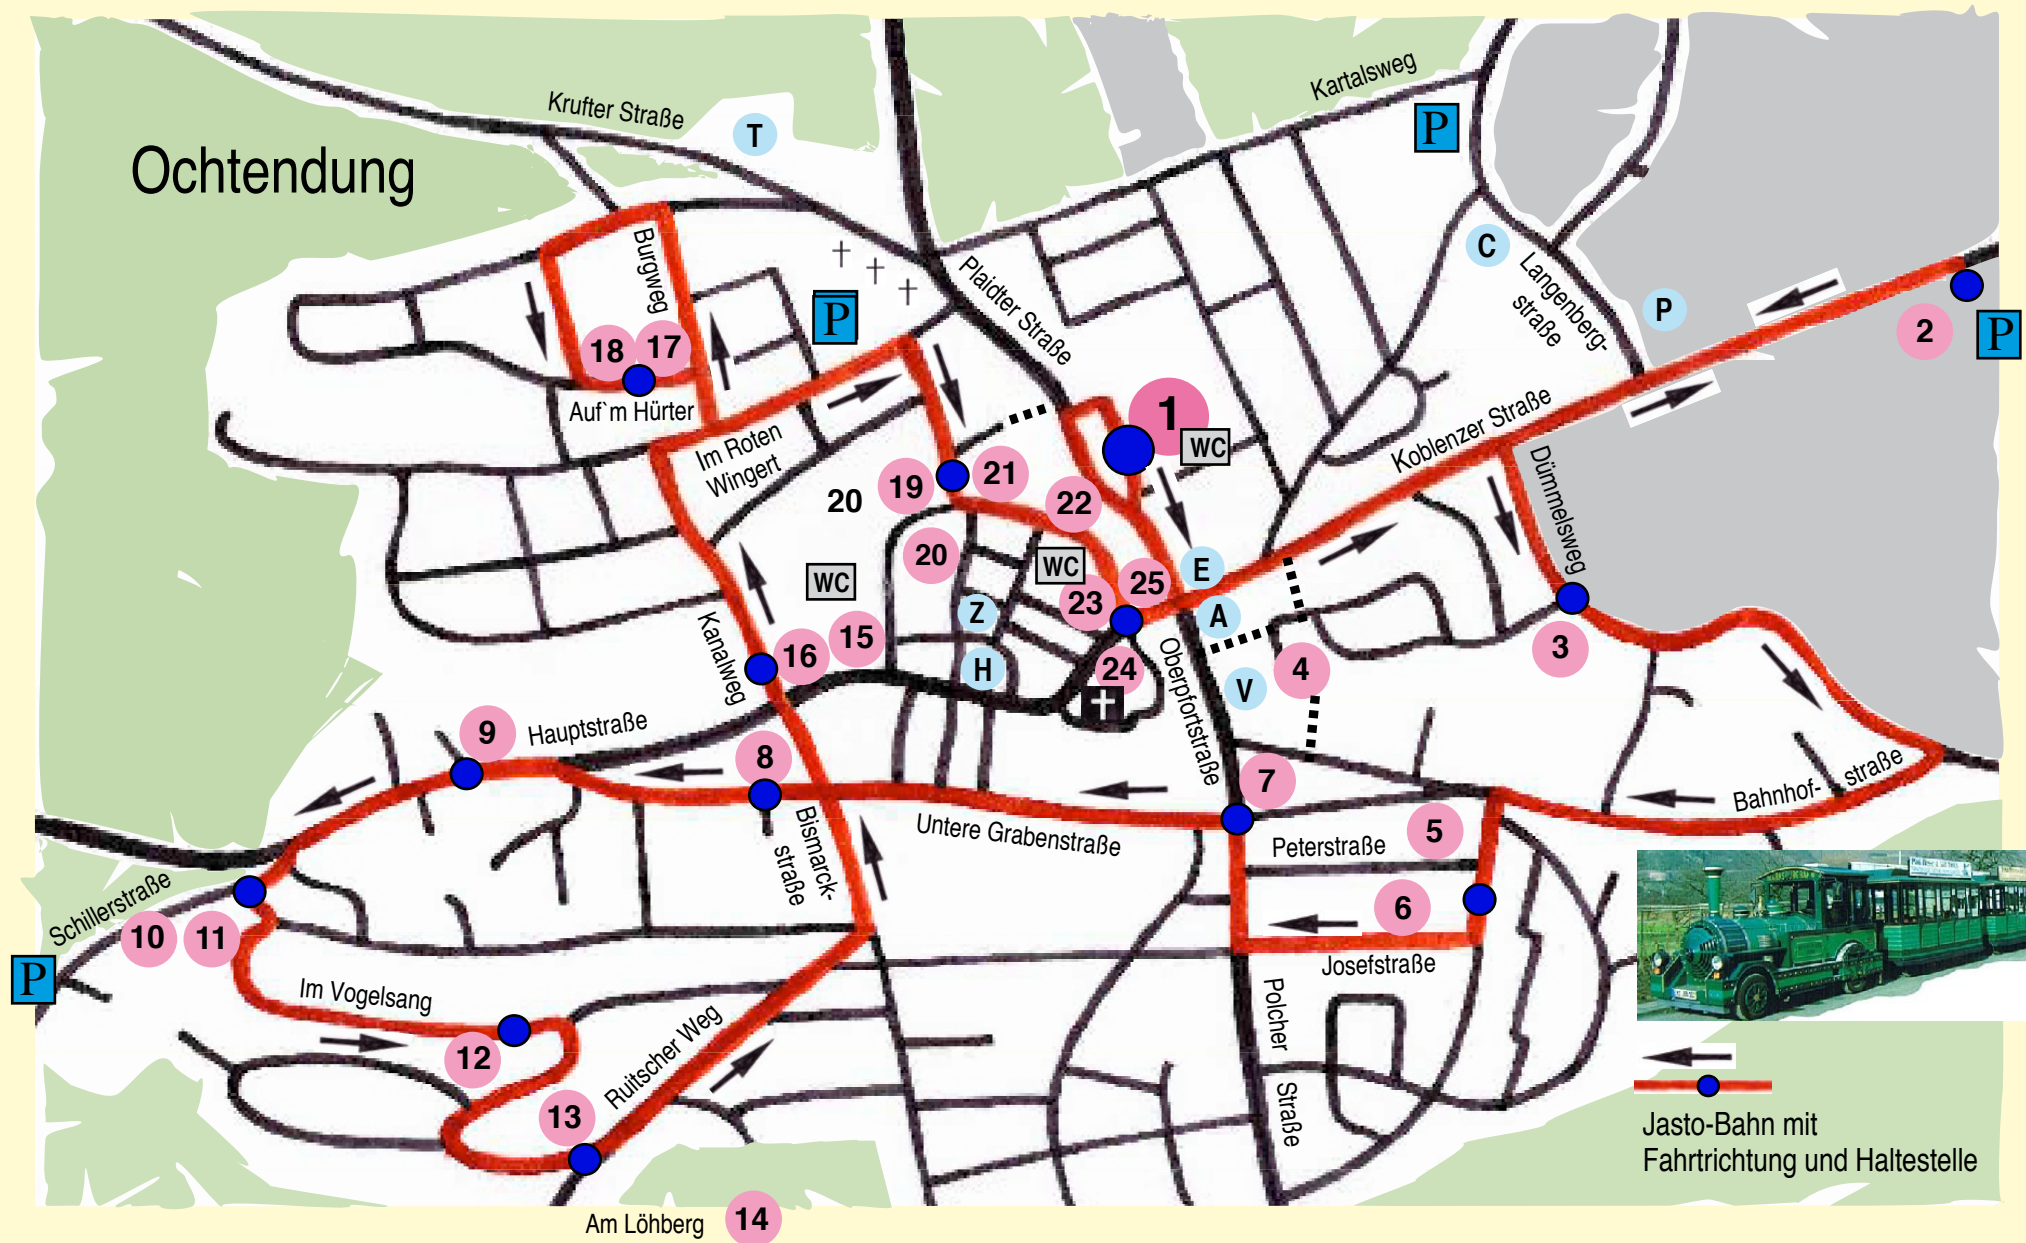 Ochtendung
Krufter Straße
T
Kartalsweg
P
C
Langenberg-
straße
P
2
P
Burgweg
P
Plaidter Straße
18
17
Auf`m Hürter
1
WC
Koblenzer Straße
Dümmelsweg
Im Roten
Wingert
20
19
21
22
20
WC
WC
25
E
23
A
Z
H
24
Oberpfortstraße
V
4
3
Kanalweg
16
15
9
Hauptstraße
8
7
Bahnhof-
straße
Bismarck-
straße
Untere Grabenstraße
Peterstraße
5
6
Josefstraße
Schillerstraße
10
11
P
Im Vogelsang
12
Ruitscher Weg
13
Polcher
Straße
Am Löhberg
14
Jasto-Bahn mit
Fahrtrichtung und Haltestelle